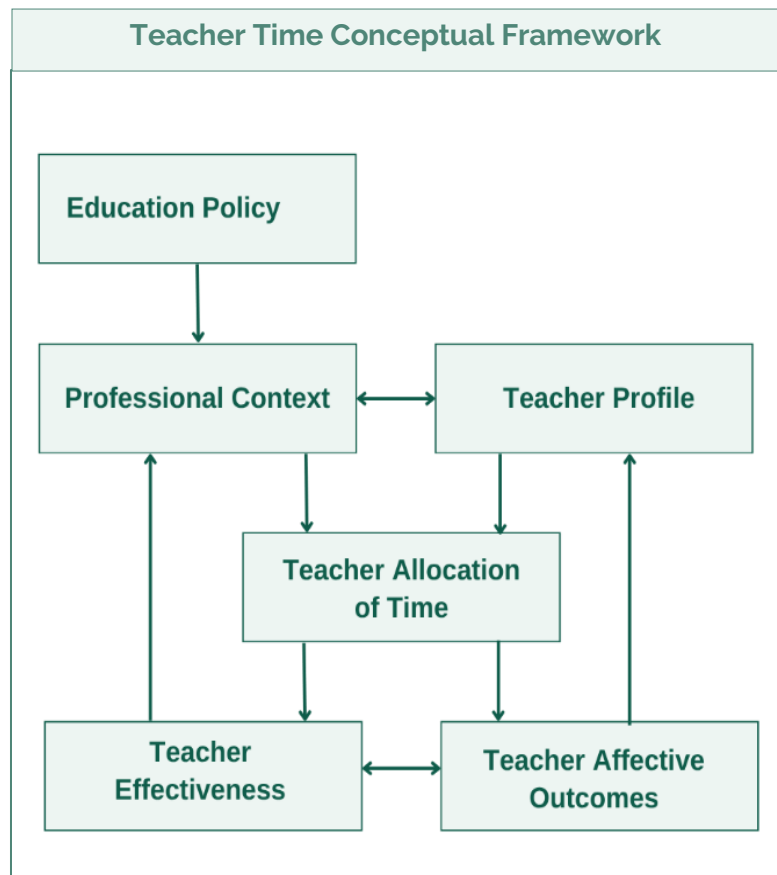 Teacher Time Conceptual Framework
Education Policy
Professional Context
Teacher Profile
Teacher Allocation
of Time
Teacher
Effectiveness
Teacher Affective
Outcomes